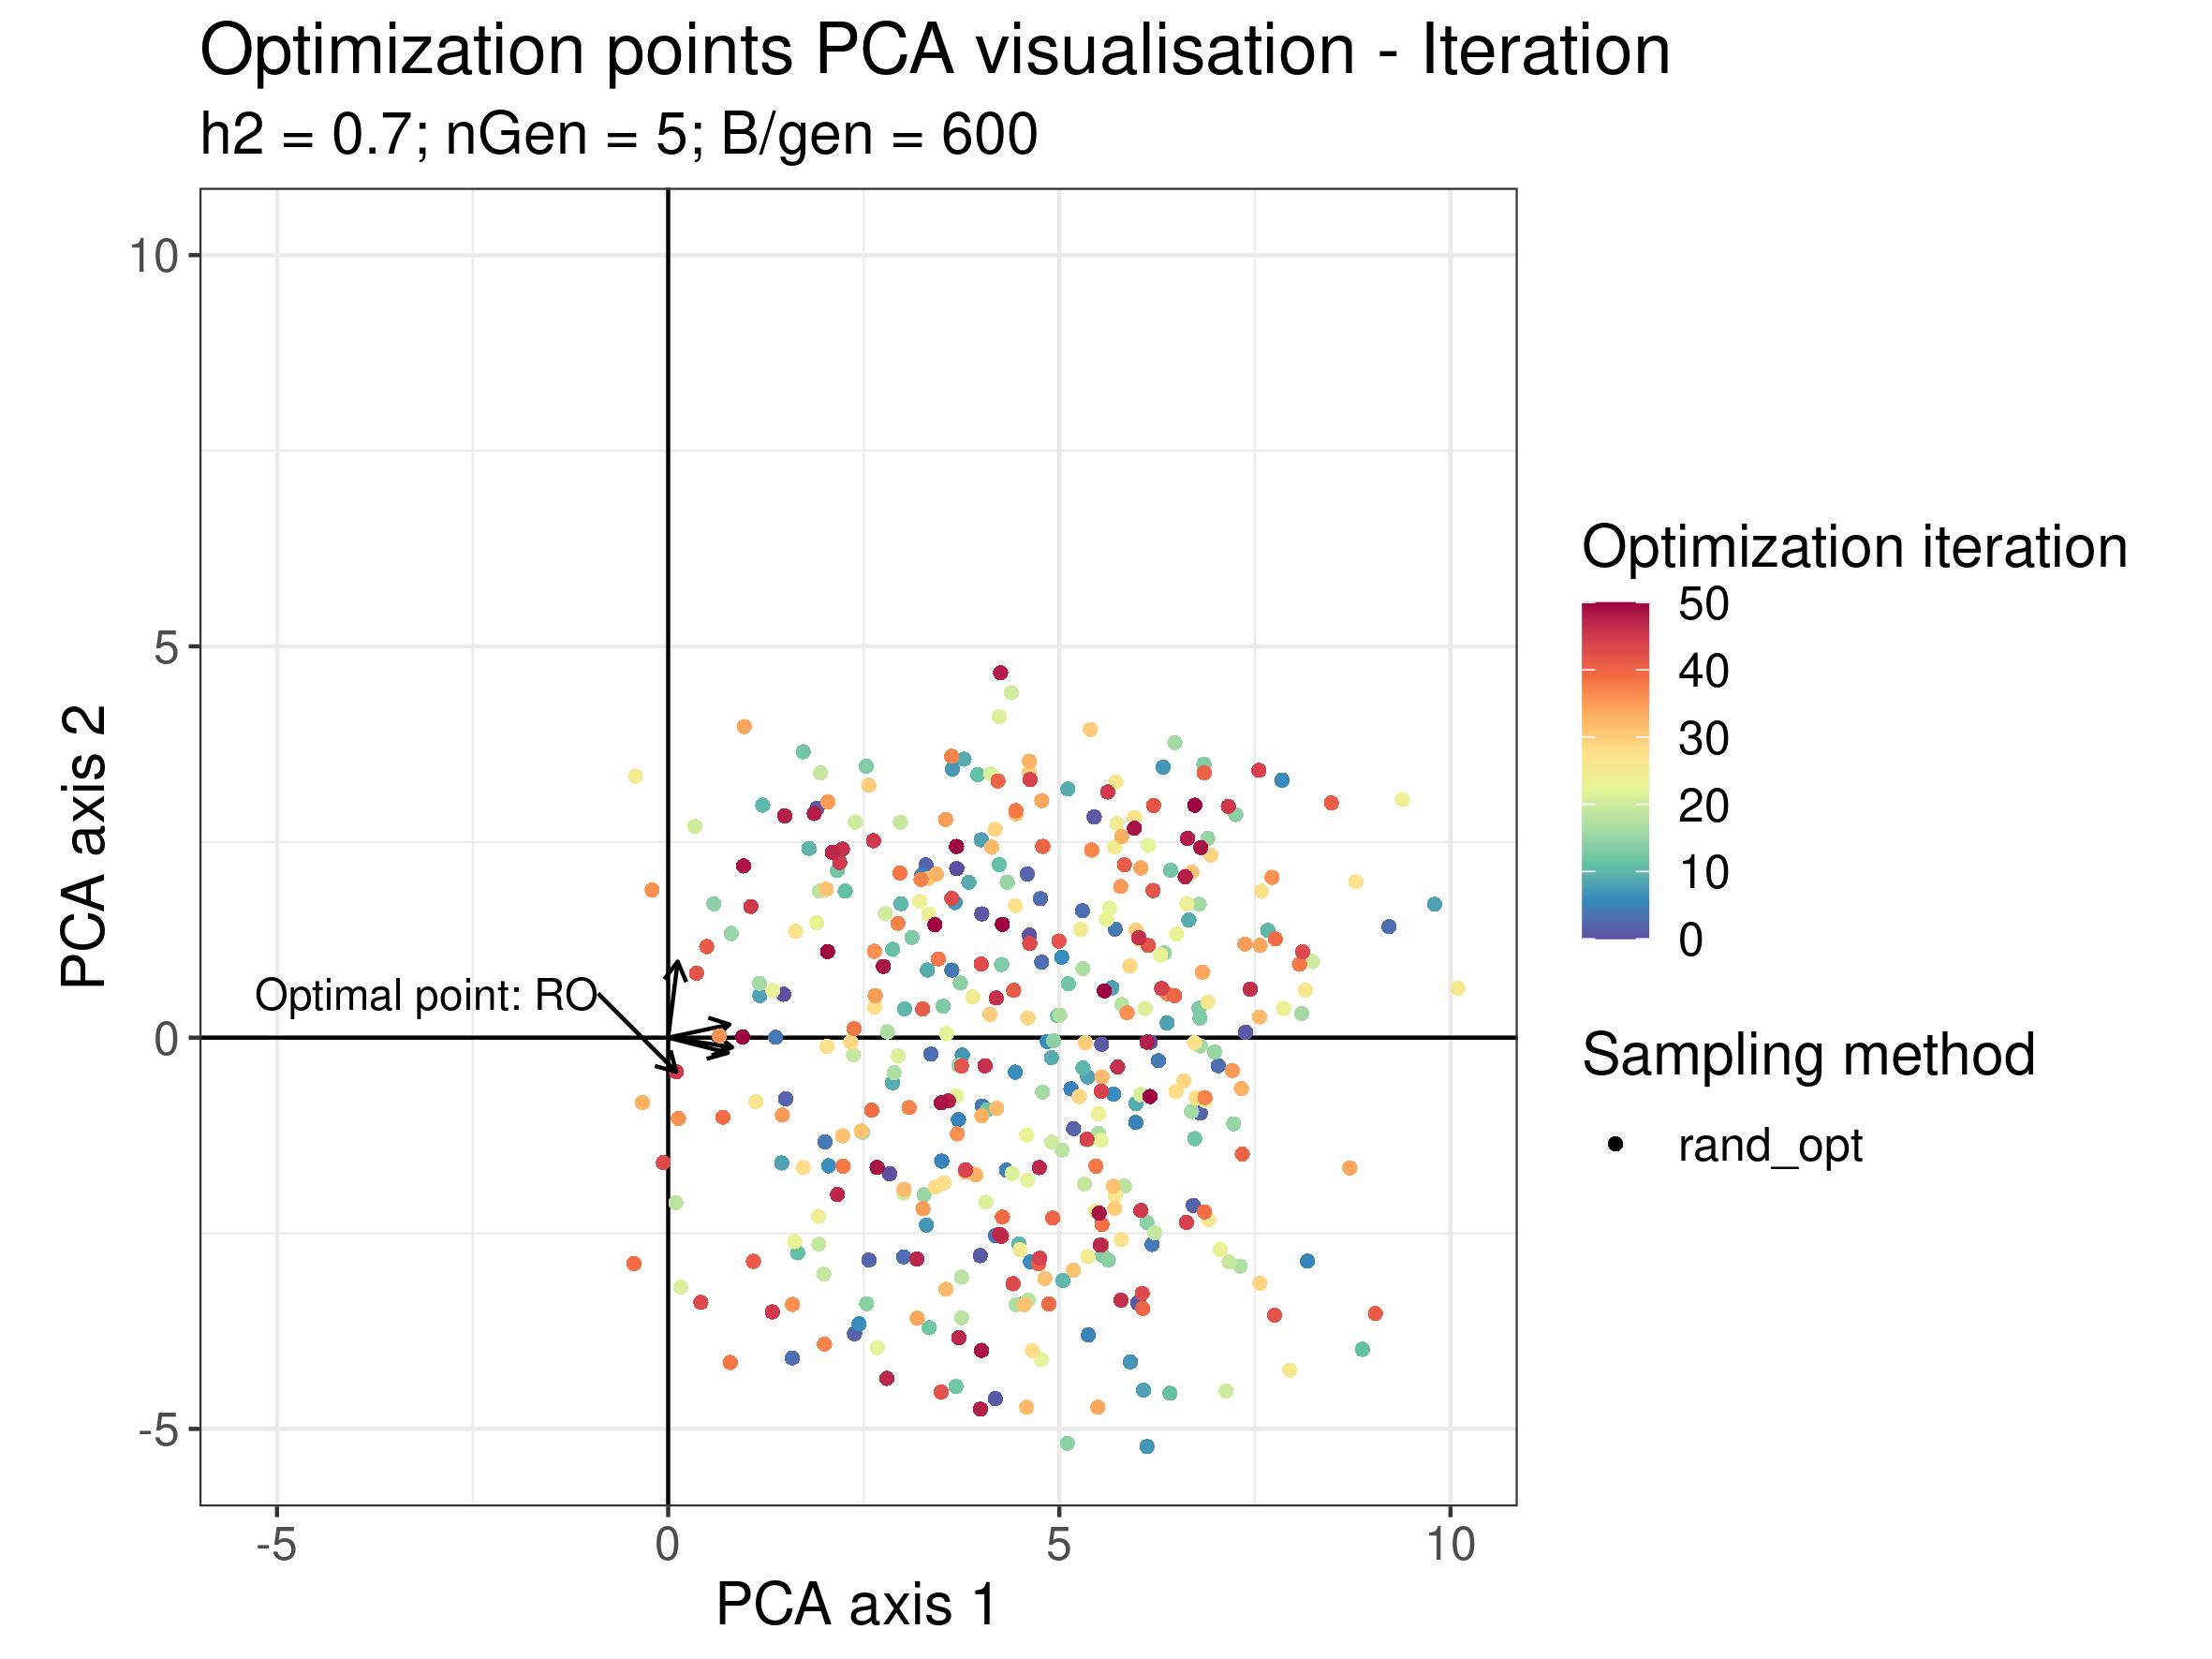 Optimization points PCA visualisation - Iteration
h2 = 0.7; nGen = 5; B/gen = 600
10
5
0
-5
PCA axis 2
Optimal point: RO
-5
0
5
10
PCA axis 1
Optimization iteration
50
40
30
20
10
0
Sampling method
rand_opt